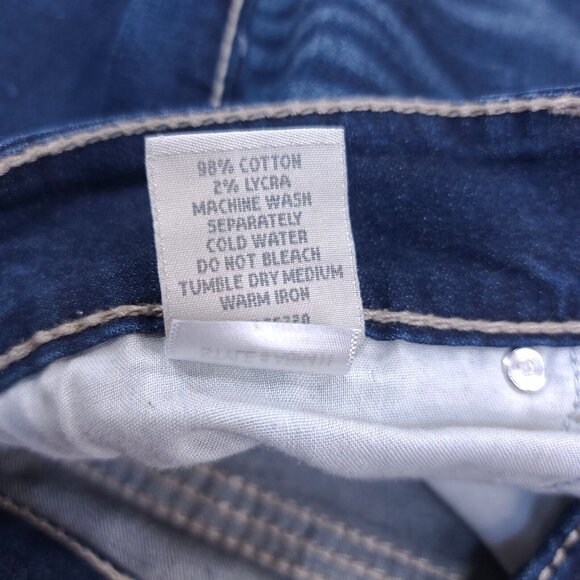 98% COTTON
2% LYCRA
MACHINE WASH
SEPARATELY
COLD WATER
DO NOT BLEACH
TUMBLE DRY MEDIUM
WARM IRON